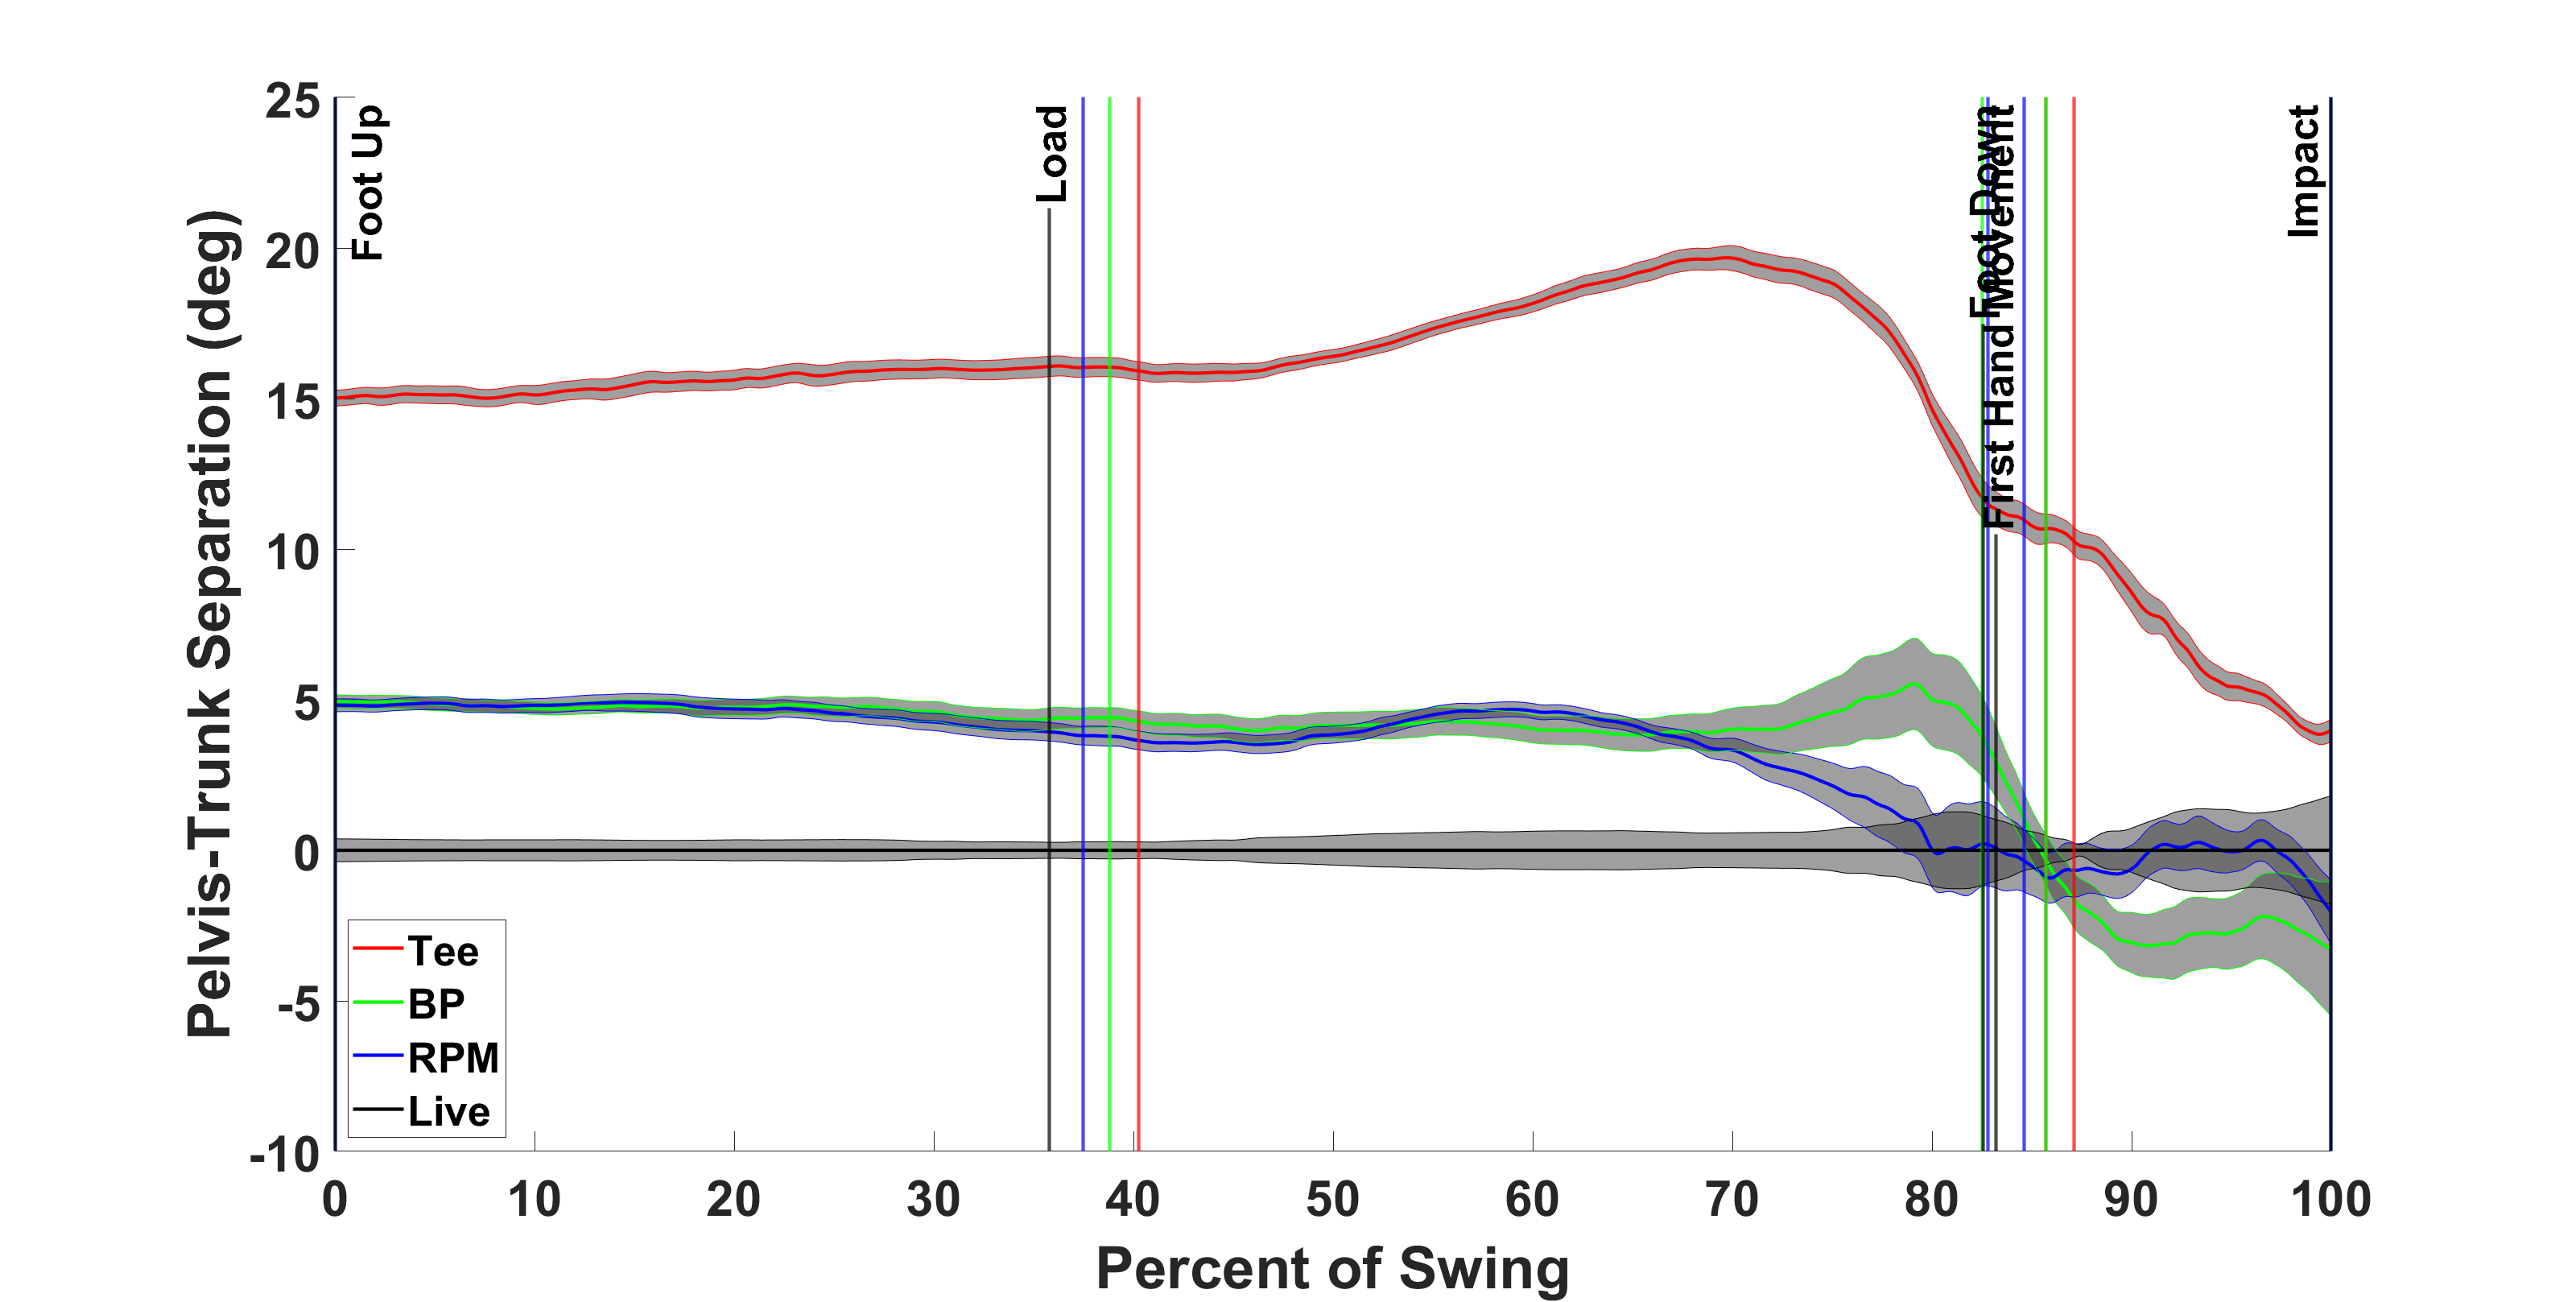 25
20
15
10
5
0
-5
-10
Pelvis-Trunk Separation (deg)
Foot Up
Load
Foot Down
First Hand Movement
Impact
Tee
BP
RPM
Live
0 10 20 30 40 50 60 70 80 90 100
Percent of Swing